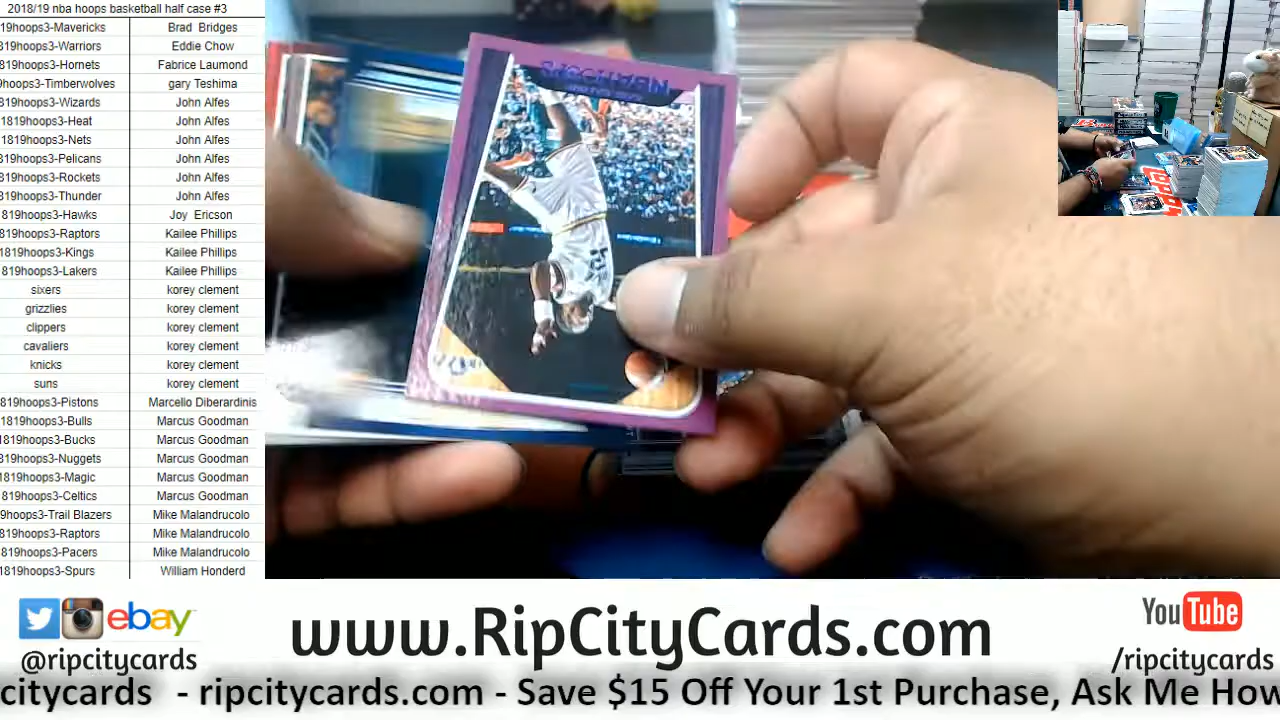 2018/19 nba hoops basketball half case #3
19hoops3-Mavericks Brad Bridges
819hoops3-Warriors Eddie Chow
819hoops3-Hornets Fabrice Laumond
hoops3-Timberwolves gary Teshima
819hoops3-Wizards John Alfes
1819hoops3-Heat John Alfes
1819hoops3-Nets John Alfes
819hoops3-Pelicans John Alfes
819hoops3-Rockets John Alfes
819hoops3-Thunder John Alfes
819hoops3-Hawks Joy Ericson
819hoops3-Raptors Kailee Phillips
1819hoops3-Kings Kailee Phillips
819hoops3-Lakers Kailee Phillips
sixers korey clement
grizzlies korey clement
clippers korey clement
cavaliers korey clement
knicks korey clement
suns korey clement
819hoops3-Pistons Marcello Diberardinis
1819hoops3-Bulls Marcus Goodman
819hoops3-Bucks Marcus Goodman
819hoops3-Nuggets Marcus Goodman
1819hoops3-Magic Marcus Goodman
819hoops3-Celtics Marcus Goodman
9hoops3-Trail Blazers Mike Malandrucolo
819hoops3-Raptors Mike Malandrucolo
819hoops3-Pacers Mike Malandrucolo
1819hoops3-Spurs William Honderd
NBA HOOPS
ebay
@ripcitycards
www.RipCityCards.com
YouTube
/ripcitycards
citycards - ripcitycards.com - Save $15 Off Your 1st Purchase, Ask Me How